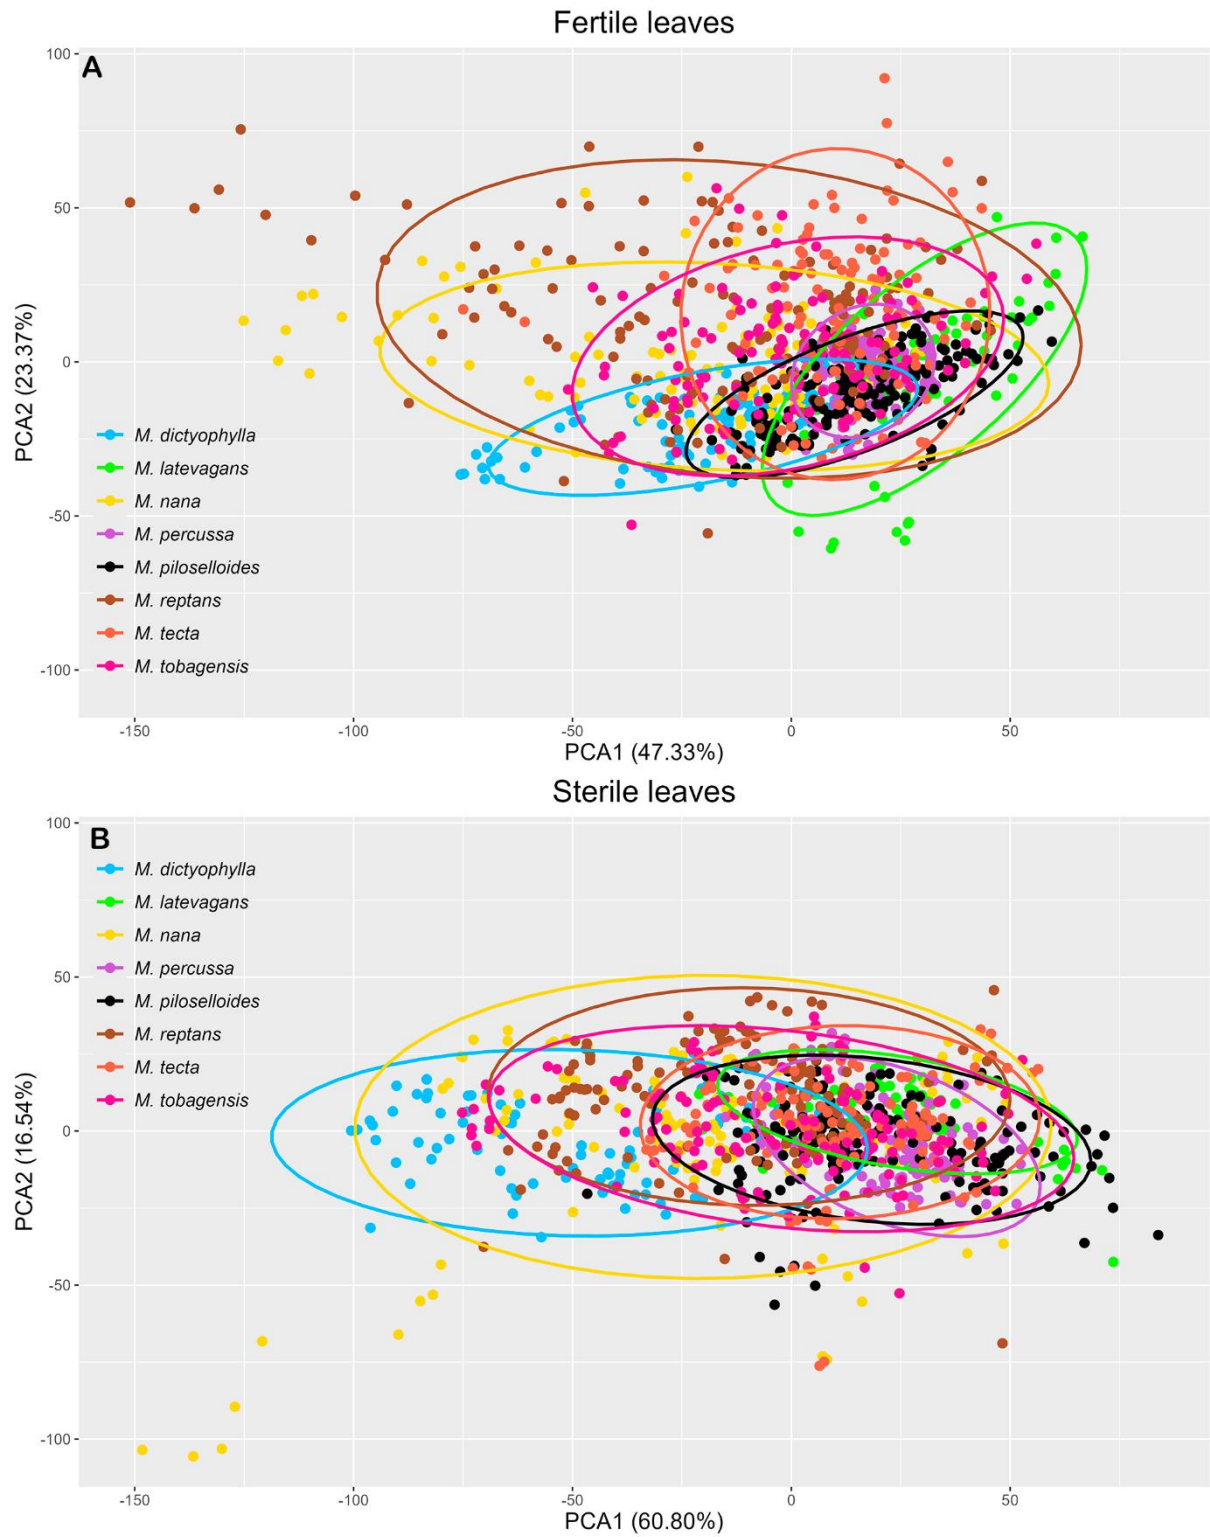 Fertile leaves
A
100
50
0
-50
-100
PCA2 (23.37%)
M. dictyophylla
M. latevagans
M. nana
M. percussa
M. piloselloides
M. reptans
M. tecta
M. tobagensis
-150 -100 -50 0 50
PCA1 (47.33%)
Sterile leaves
B
100
50
0
-50
-100
PCA2 (16.54%)
M. dictyophylla
M. latevagans
M. nana
M. percussa
M. piloselloides
M. reptans
M. tecta
M. tobagensis
-150 -100 -50 0 50
PCA1 (60.80%)